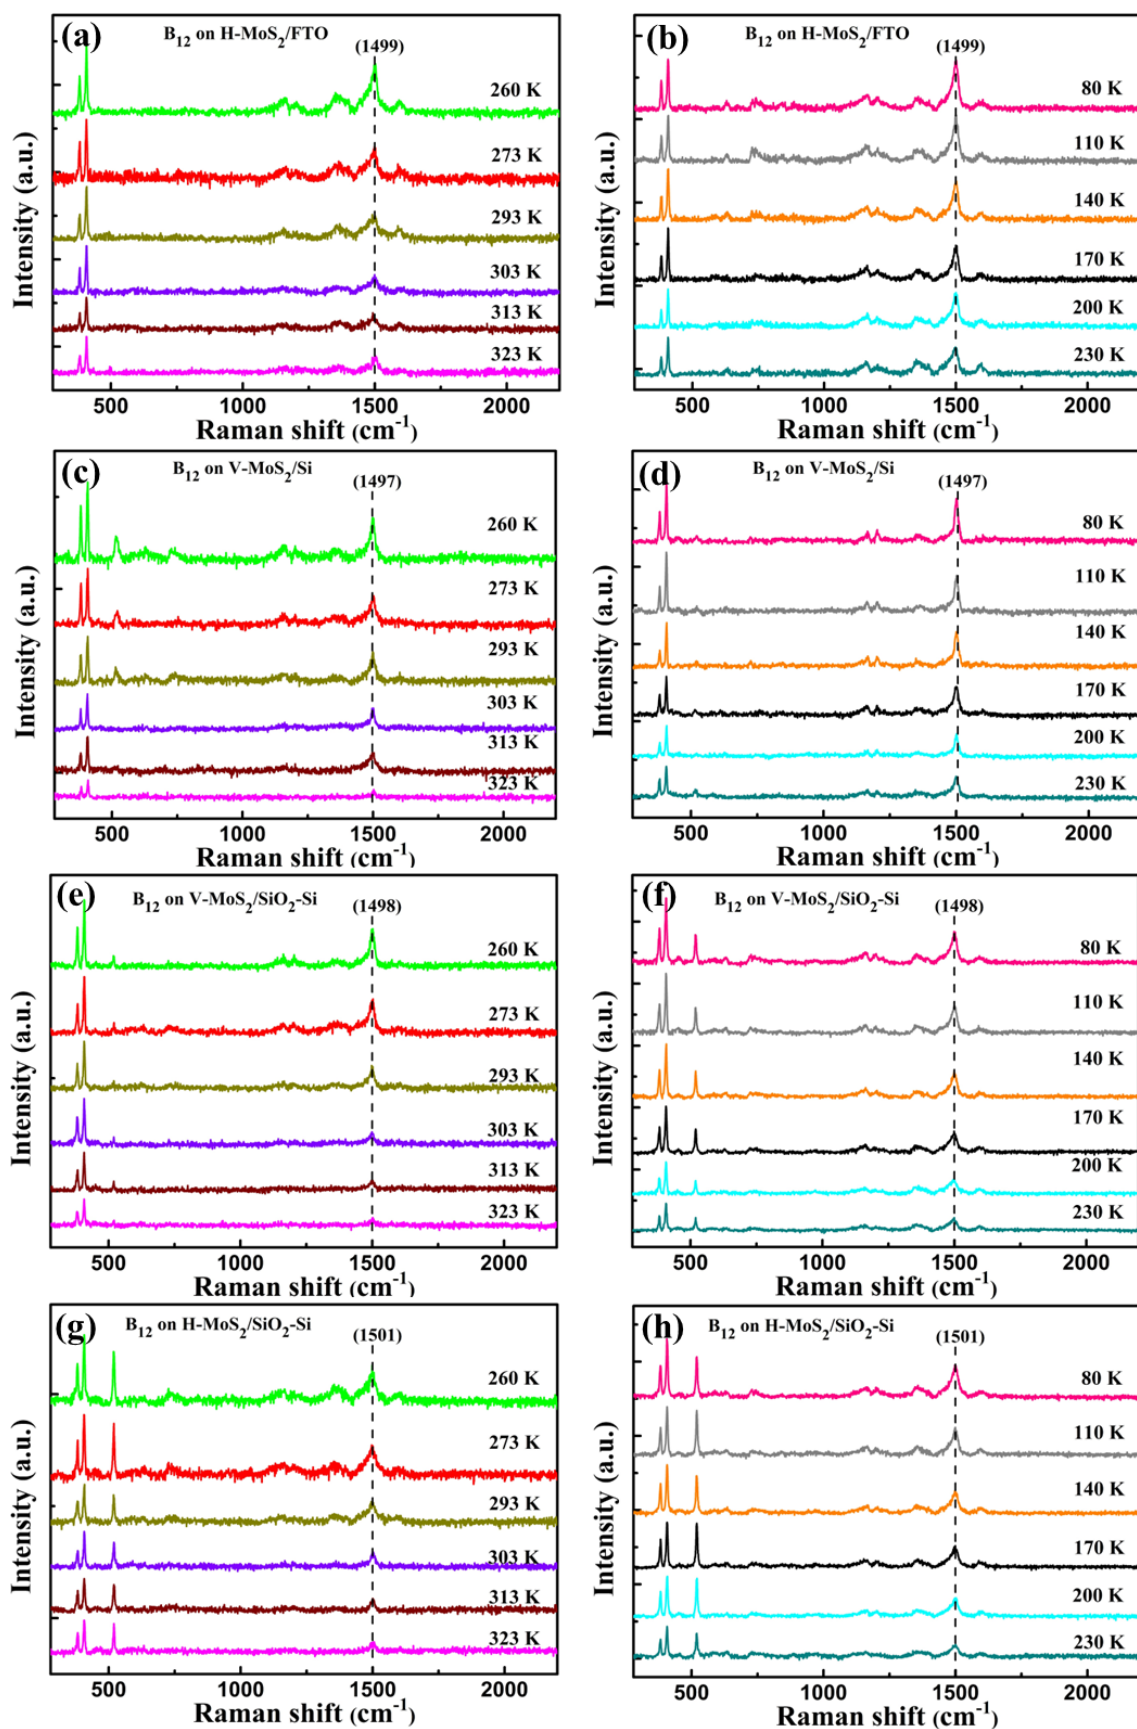 (a) B12 on H-MoS2/FTO (1499)
260 K
273 K
293 K
303 K
313 K
323 K
Intensity (a.u.)
500 1000 1500 2000
Raman shift (cm-1)
(b) B12 on H-MoS2/FTO (1499)
80 K
110 K
140 K
170 K
200 K
230 K
Intensity (a.u.)
500 1000 1500 2000
Raman shift (cm-1)
(c) B12 on V-MoS2/Si (1497)
260 K
273 K
293 K
303 K
313 K
323 K
Intensity (a.u.)
500 1000 1500 2000
Raman shift (cm-1)
(d) B12 on V-MoS2/Si (1497)
80 K
110 K
140 K
170 K
200 K
230 K
Intensity (a.u.)
500 1000 1500 2000
Raman shift (cm-1)
(e) B12 on V-MoS2/SiO2-Si (1498)
260 K
273 K
293 K
303 K
313 K
323 K
Intensity (a.u.)
500 1000 1500 2000
Raman shift (cm-1)
(f) B12 on V-MoS2/SiO2-Si (1498)
80 K
110 K
140 K
170 K
200 K
230 K
Intensity (a.u.)
500 1000 1500 2000
Raman shift (cm-1)
(g) B12 on H-MoS2/SiO2-Si (1501)
260 K
273 K
293 K
303 K
313 K
323 K
Intensity (a.u.)
500 1000 1500 2000
Raman shift (cm-1)
(h) B12 on H-MoS2/SiO2-Si (1501)
80 K
110 K
140 K
170 K
200 K
230 K
Intensity (a.u.)
500 1000 1500 2000
Raman shift (cm-1)